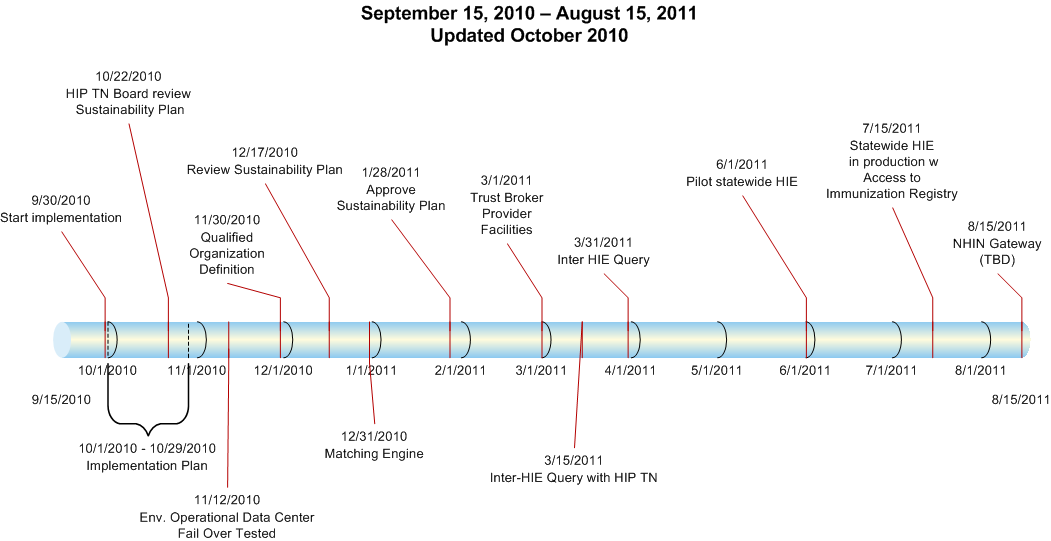 September 15, 2010 – August 15, 2011
Updated October 2010
10/22/2010
HIP TN Board review
Sustainability Plan
7/15/2011
Statewide HIE
in production w
Access to
Immunization Registry
12/17/2010
Review Sustainability Plan
1/28/2011
Approve
Sustainability Plan
6/1/2011
Pilot statewide HIE
3/1/2011
Trust Broker
Provider
Facilities
9/30/2010
Start implementation
11/30/2010
Qualified
Organization
Definition
3/31/2011
Inter HIE Query
8/15/2011
NHIN Gateway
(TBD)
10/1/2010
11/1/2010
12/1/2010
1/1/2011
2/1/2011
3/1/2011
4/1/2011
5/1/2011
6/1/2011
7/1/2011
8/1/2011
9/15/2010
8/15/2011
10/1/2010 - 10/29/2010
Implementation Plan
12/31/2010
Matching Engine
3/15/2011
Inter-HIE Query with HIP TN
11/12/2010
Env. Operational Data Center
Fail Over Tested